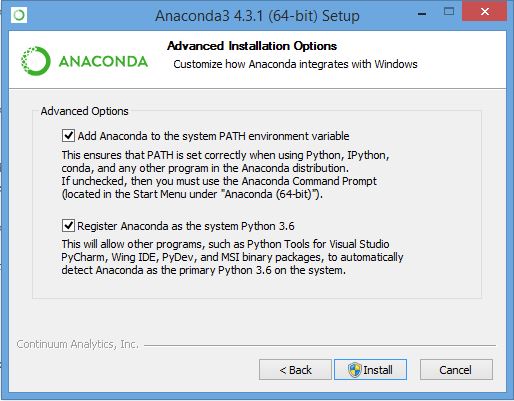 Anaconda3 4.3.1 (64-bit) Setup
Advanced Installation Options
Customize how Anaconda integrates with Windows
ANACONDA
Advanced Options
Add Anaconda to the system PATH environment variable
This ensures that PATH is set correctly when using Python, IPython,
conda, and any other program in the Anaconda distribution.
If unchecked, then you must use the Anaconda Command Prompt
(located in the Start Menu under "Anaconda (64-bit)").
Register Anaconda as the system Python 3.6
This will allow other programs, such as Python Tools for Visual Studio
PyCharm, Wing IDE, PyDev, and MSI binary packages, to automatically
detect Anaconda as the primary Python 3.6 on the system.
Continuum Analytics, Inc.
< Back
Install
Cancel